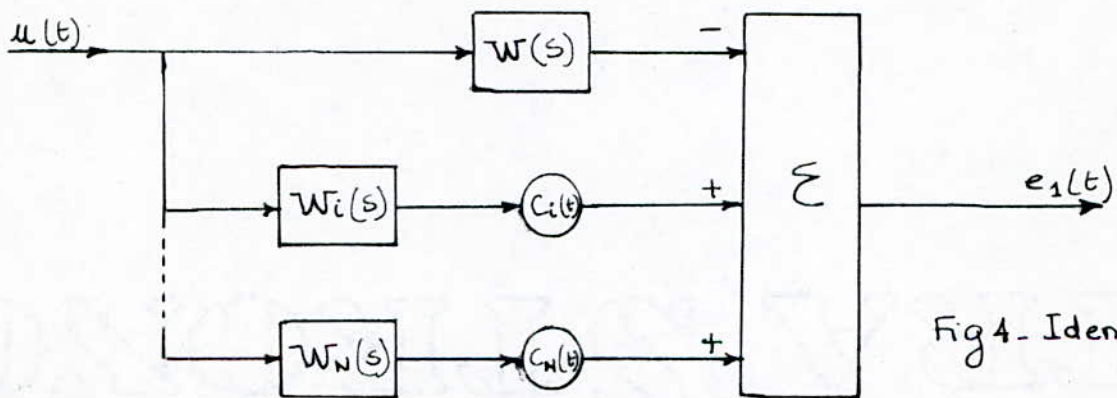 u(t)
W(s)
-
Wi(s)
Ci(t)
+
Σ
e1(t)
WN(s)
CN(t)
+
Fig 4 - Iden